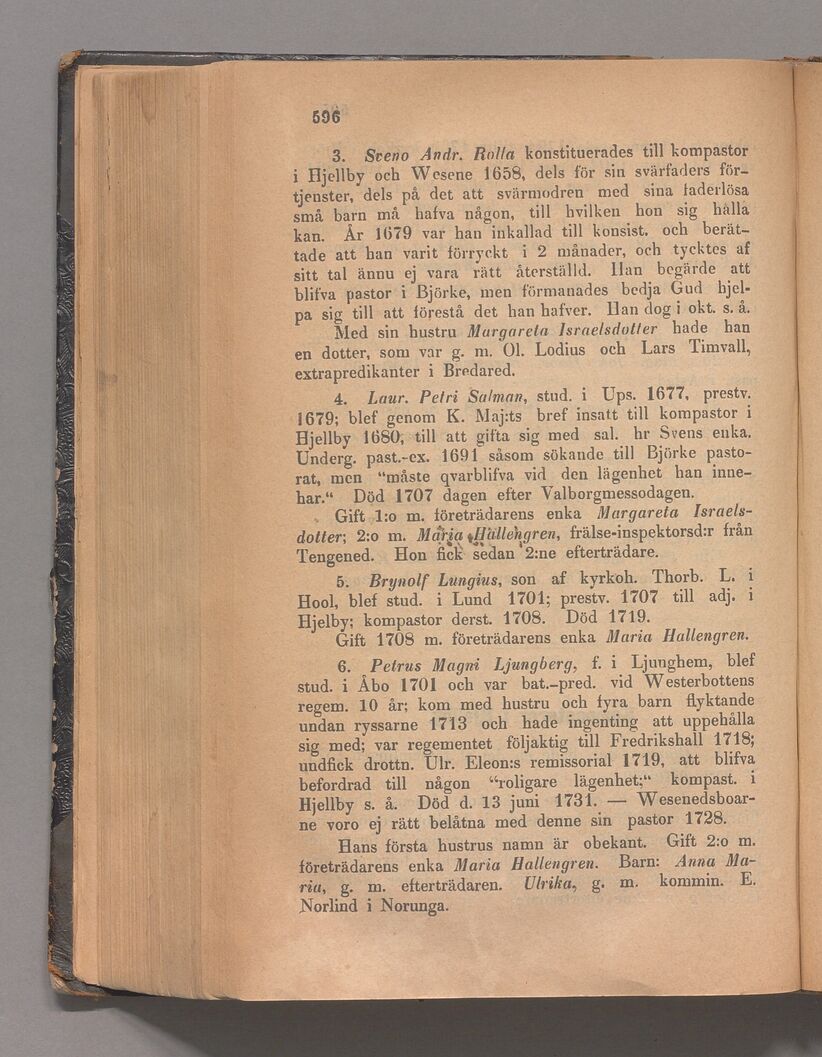 596
3. Sveno Andr. Rolla konstituerades till kompastor
i Hjellby och Wesene 1658, dels för sin svärfaders för-
tjenster, dels på det att svärmodren med sina faderlösa
små barn må hafva någon, till hvilken hon sig hålla
kan. År 1679 var han inkallad till konsist. och berät-
tade att han varit förryckt i 2 månader, och tycktes af
sitt tal ännu ej vara rätt återställd. Han begärde att
blifva pastor i Björke, men förmanades bedja Gud hjel-
pa sig till att förestå det han hafver. Han dog i okt. s. å.
Med sin hustru Margareta Israelsdotter hade han
en dotter, som var g. m. Ol. Lodius och Lars Timvall,
extrapredikanter i Bredared.
4. Laur. Petri Salman, stud. i Ups. 1677, prestv.
1679; blef genom K. Maj:ts bref insatt till kompastor i
Hjellby 1680, till att gifta sig med sal. hr Svens enka.
Underg. past.-ex. 1691 såsom sökande till Björke pasto-
rat, men “måste qvarblifva vid den lägenhet han inne-
har.“ Död 1707 dagen efter Valborgmessodagen.
Gift 1:o m. företrädarens enka Margareta Israels-
dotter; 2:o m. Maria Hallengren, frälse-inspektorsd:r från
Tengened. Hon fick sedan 2:ne efterträdare.
5. Brynolf Lungius, son af kyrkoh. Thorb. L. i
Hool, blef stud. i Lund 1701; prestv. 1707 till adj. i
Hjelby; kompastor derst. 1708. Död 1719.
Gift 1708 m. företrädarens enka Maria Hallengren.
6. Petrus Magni Ljungberg, f. i Ljunghem, blef
stud. i Åbo 1701 och var bat.-pred. vid Westerbottens
regem. 10 år; kom med hustru och fyra barn flyktande
undan ryssarne 1713 och hade ingenting att uppehålla
sig med; var regementet följaktig till Fredrikshall 1718;
undfick drottn. Ulr. Eleon:s remissorial 1719, att blifva
befordrad till någon “roligare lägenhet;“ kompast. i
Hjellby s. å. Död d. 13 juni 1731. — Wesenedsboar-
ne voro ej rätt belåtna med denne sin pastor 1728.
Hans första hustrus namn är obekant. Gift 2:o m.
företrädarens enka Maria Hallengren. Barn: Anna Ma-
ria, g. m. efterträdaren. Ulrika, g. m. kommin. E.
Norlind i Norunga.